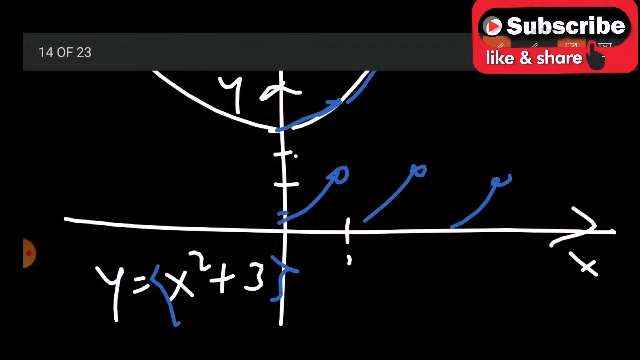 Subscribe
like & share
14 OF 23
Y
x
y = {x² + 3}